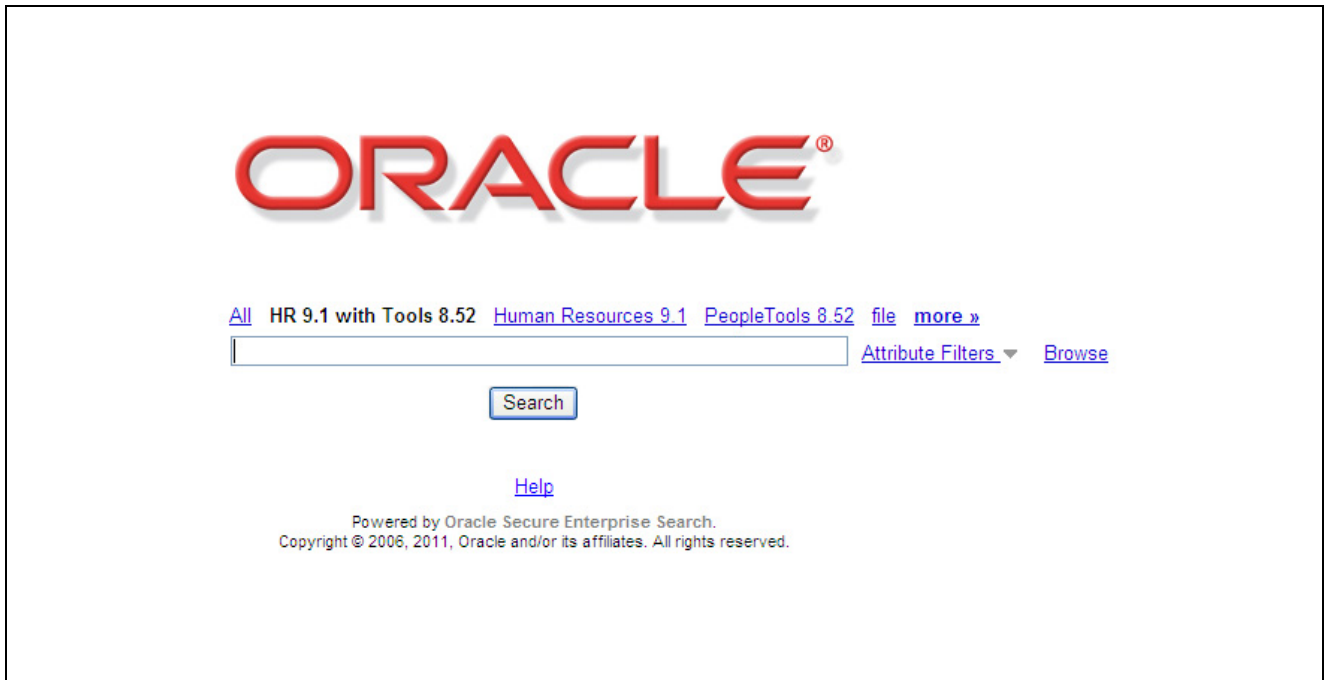 ORACLE®
All HR 9.1 with Tools 8.52 Human Resources 9.1 PeopleTools 8.52 file more »
Attribute Filters Browse
Search
Help
Powered by Oracle Secure Enterprise Search.
Copyright © 2006, 2011, Oracle and/or its affiliates. All rights reserved.